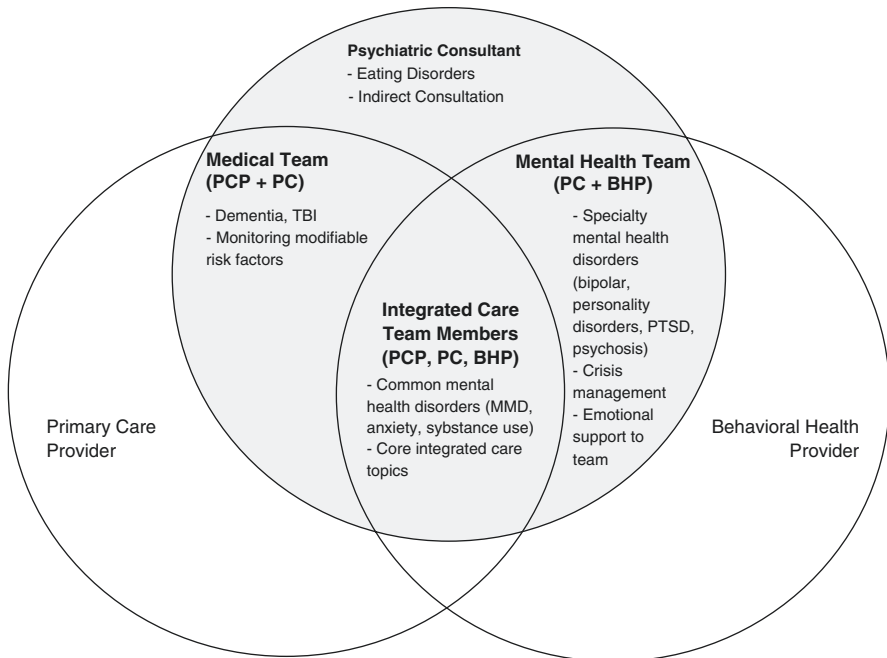 Psychiatric Consultant
- Eating Disorders
- Indirect Consultation
Medical Team
(PCP + PC)
- Dementia, TBI
- Monitoring modifiable
risk factors
Mental Health Team
(PC + BHP)
- Specialty
mental health
disorders
(bipolar,
personality
disorders, PTSD,
psychosis)
- Crisis
management
- Emotional
support to
team
Integrated Care
Team Members
(PCP, PC, BHP)
- Common mental
health disorders (MMD,
anxiety, sybstance use)
- Core integrated care
topics
Primary Care
Provider
Behavioral Health
Provider